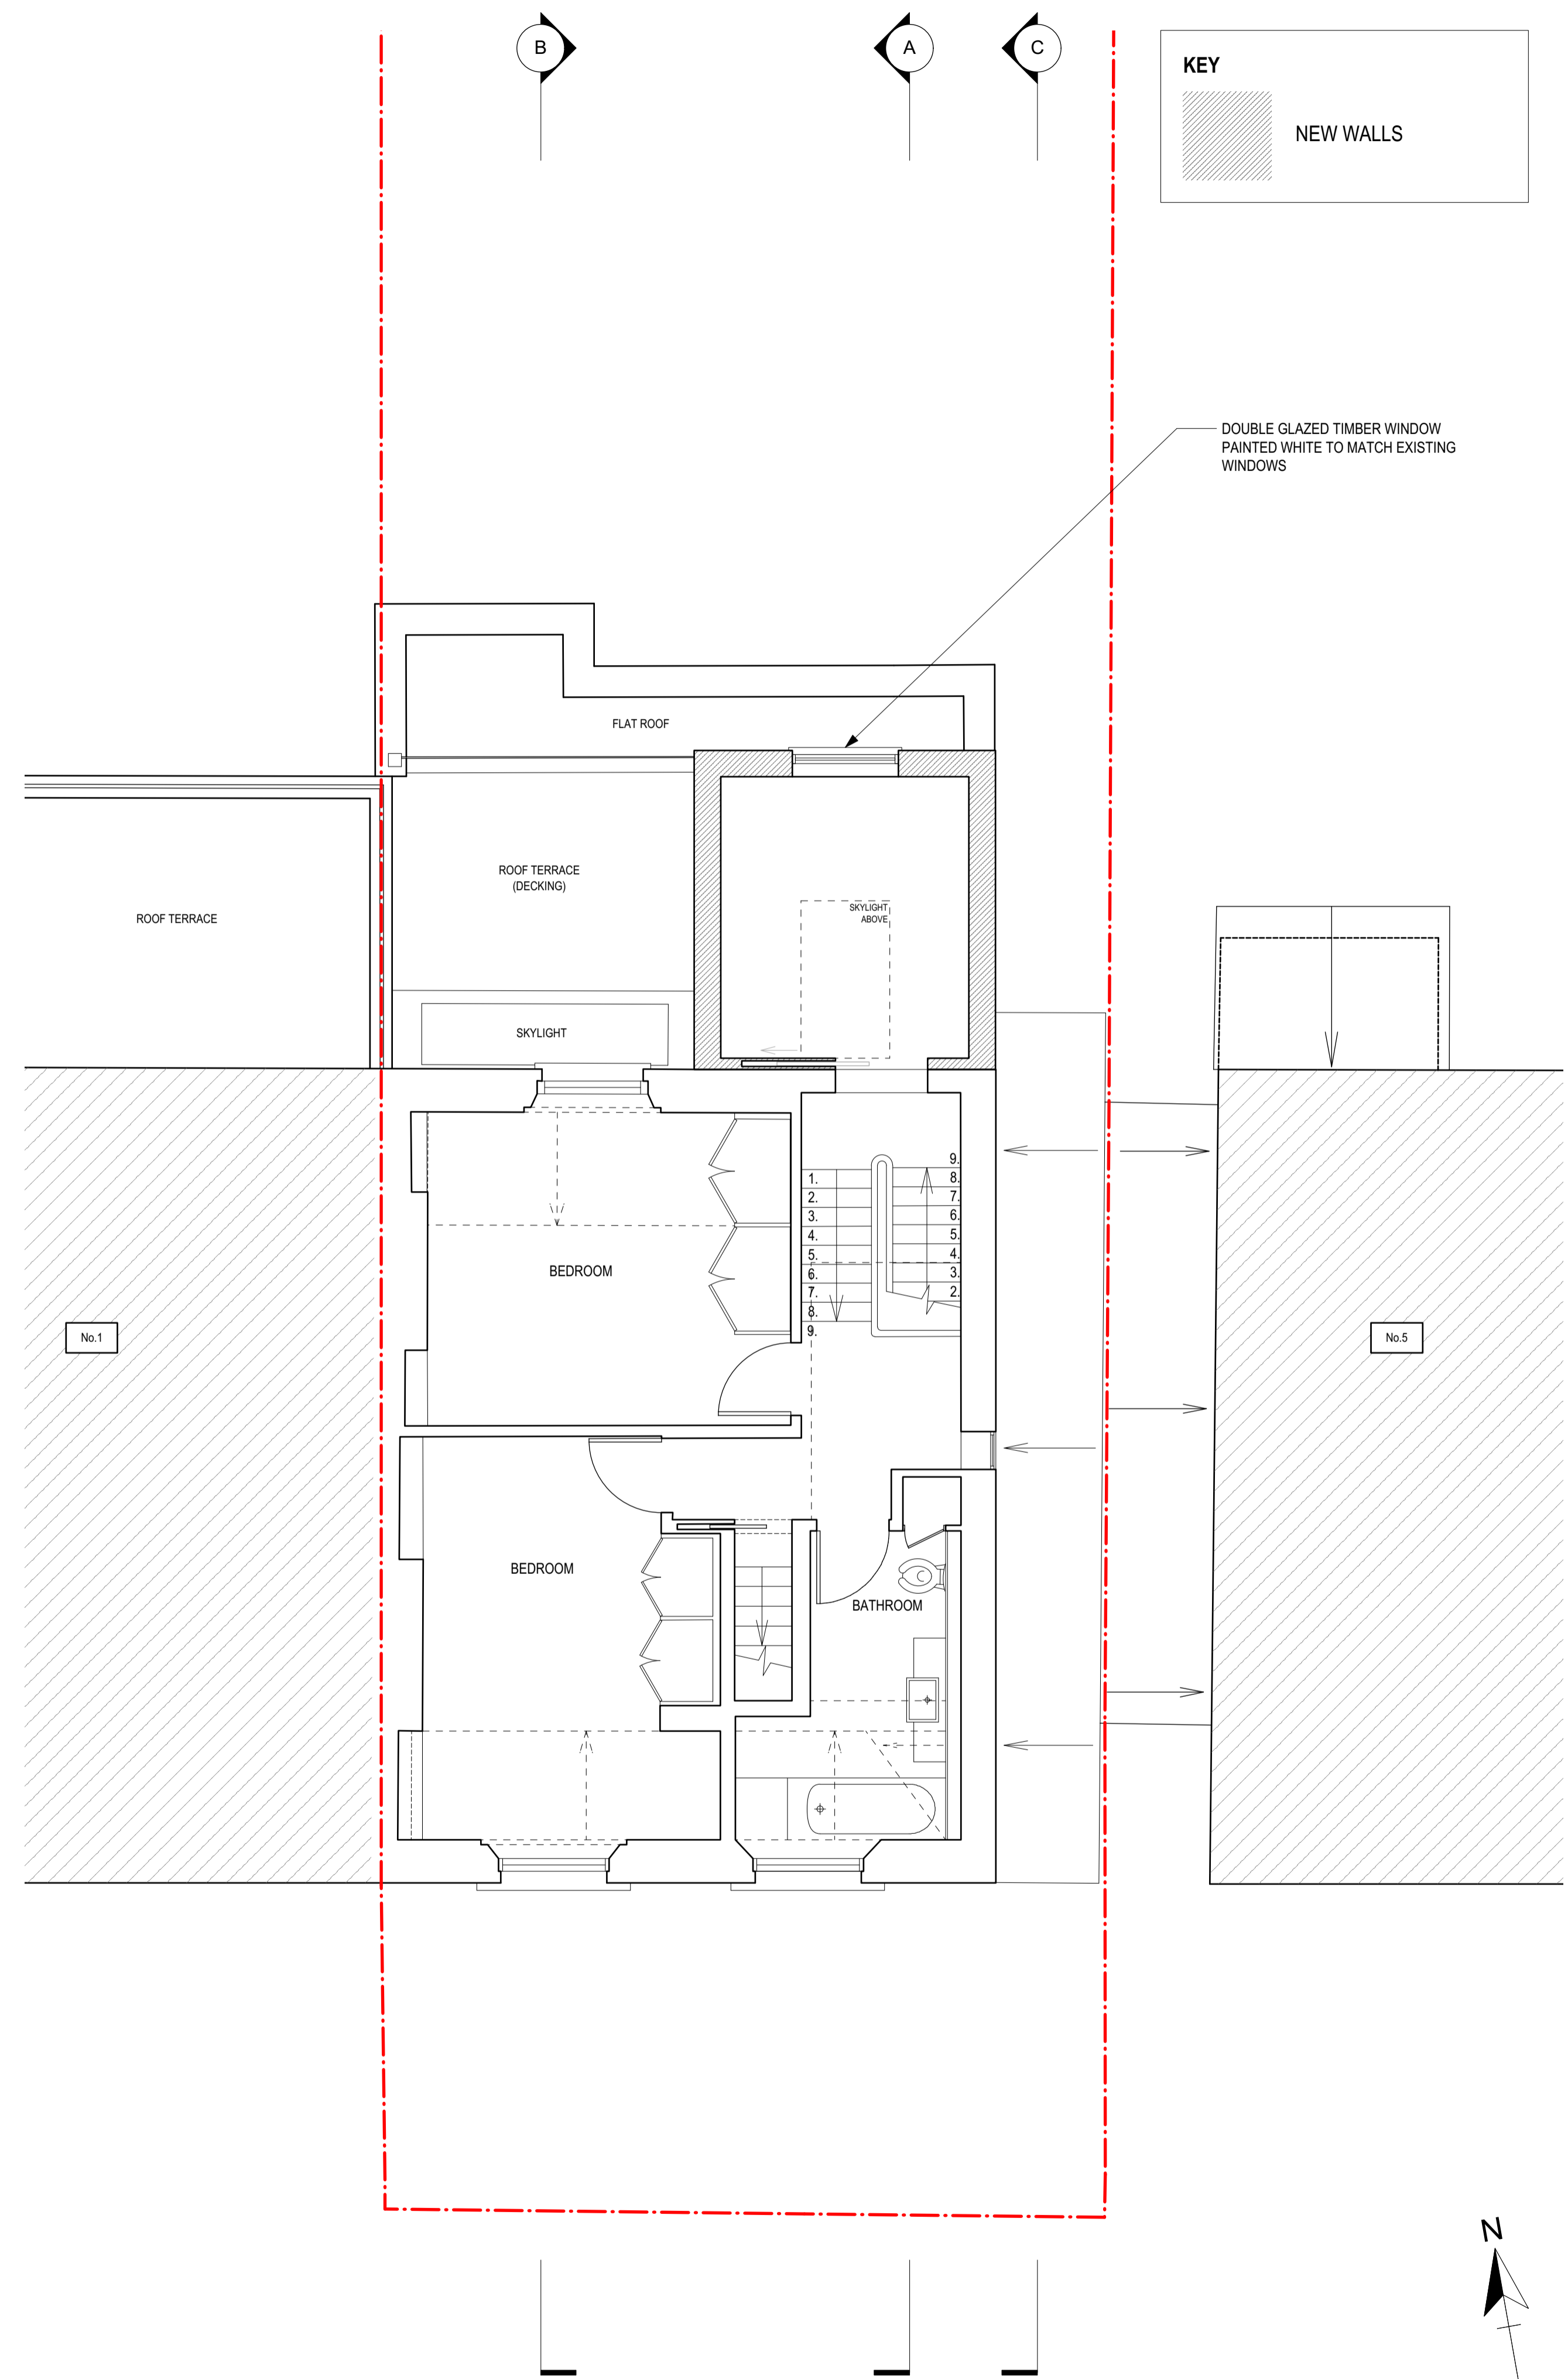 B
A
C
KEY
NEW WALLS
DOUBLE GLAZED TIMBER WINDOW
PAINTED WHITE TO MATCH EXISTING
WINDOWS
FLAT ROOF
ROOF TERRACE
(DECKING)
ROOF TERRACE
SKYLIGHT
ABOVE
SKYLIGHT
1.
2.
3.
4.
5.
6.
7.
8.
9.
9.
8.
7.
6.
5.
4.
3.
2.
BEDROOM
No.1
No.5
BEDROOM
BATHROOM
N